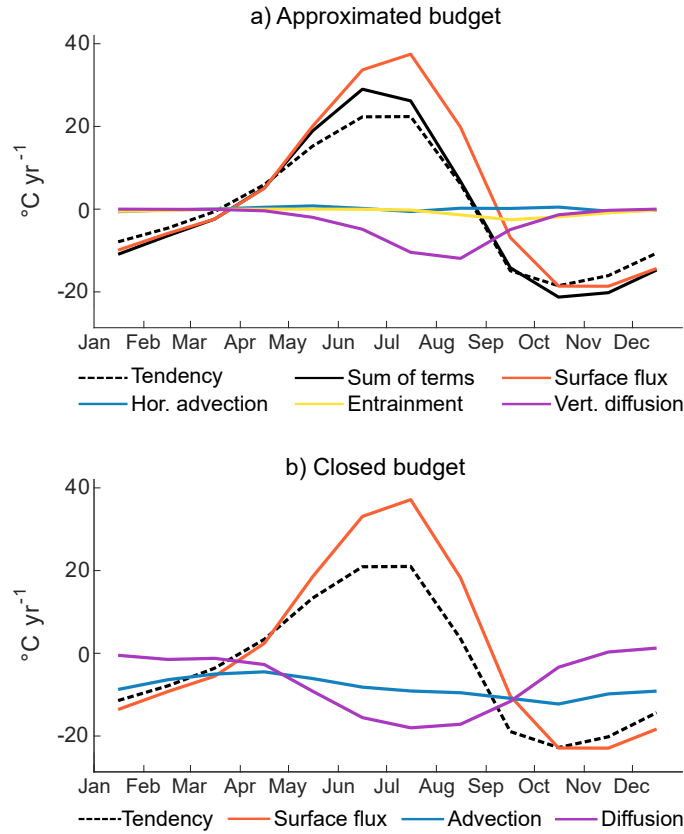 a) Approximated budget
40
20
0
-20
°C yr-1
Jan Feb Mar Apr May Jun Jul Aug Sep Oct Nov Dec
Tendency Sum of terms Surface flux
Hor. advection Entrainment Vert. diffusion
b) Closed budget
40
20
0
-20
°C yr-1
Jan Feb Mar Apr May Jun Jul Aug Sep Oct Nov Dec
Tendency Surface flux Advection Diffusion